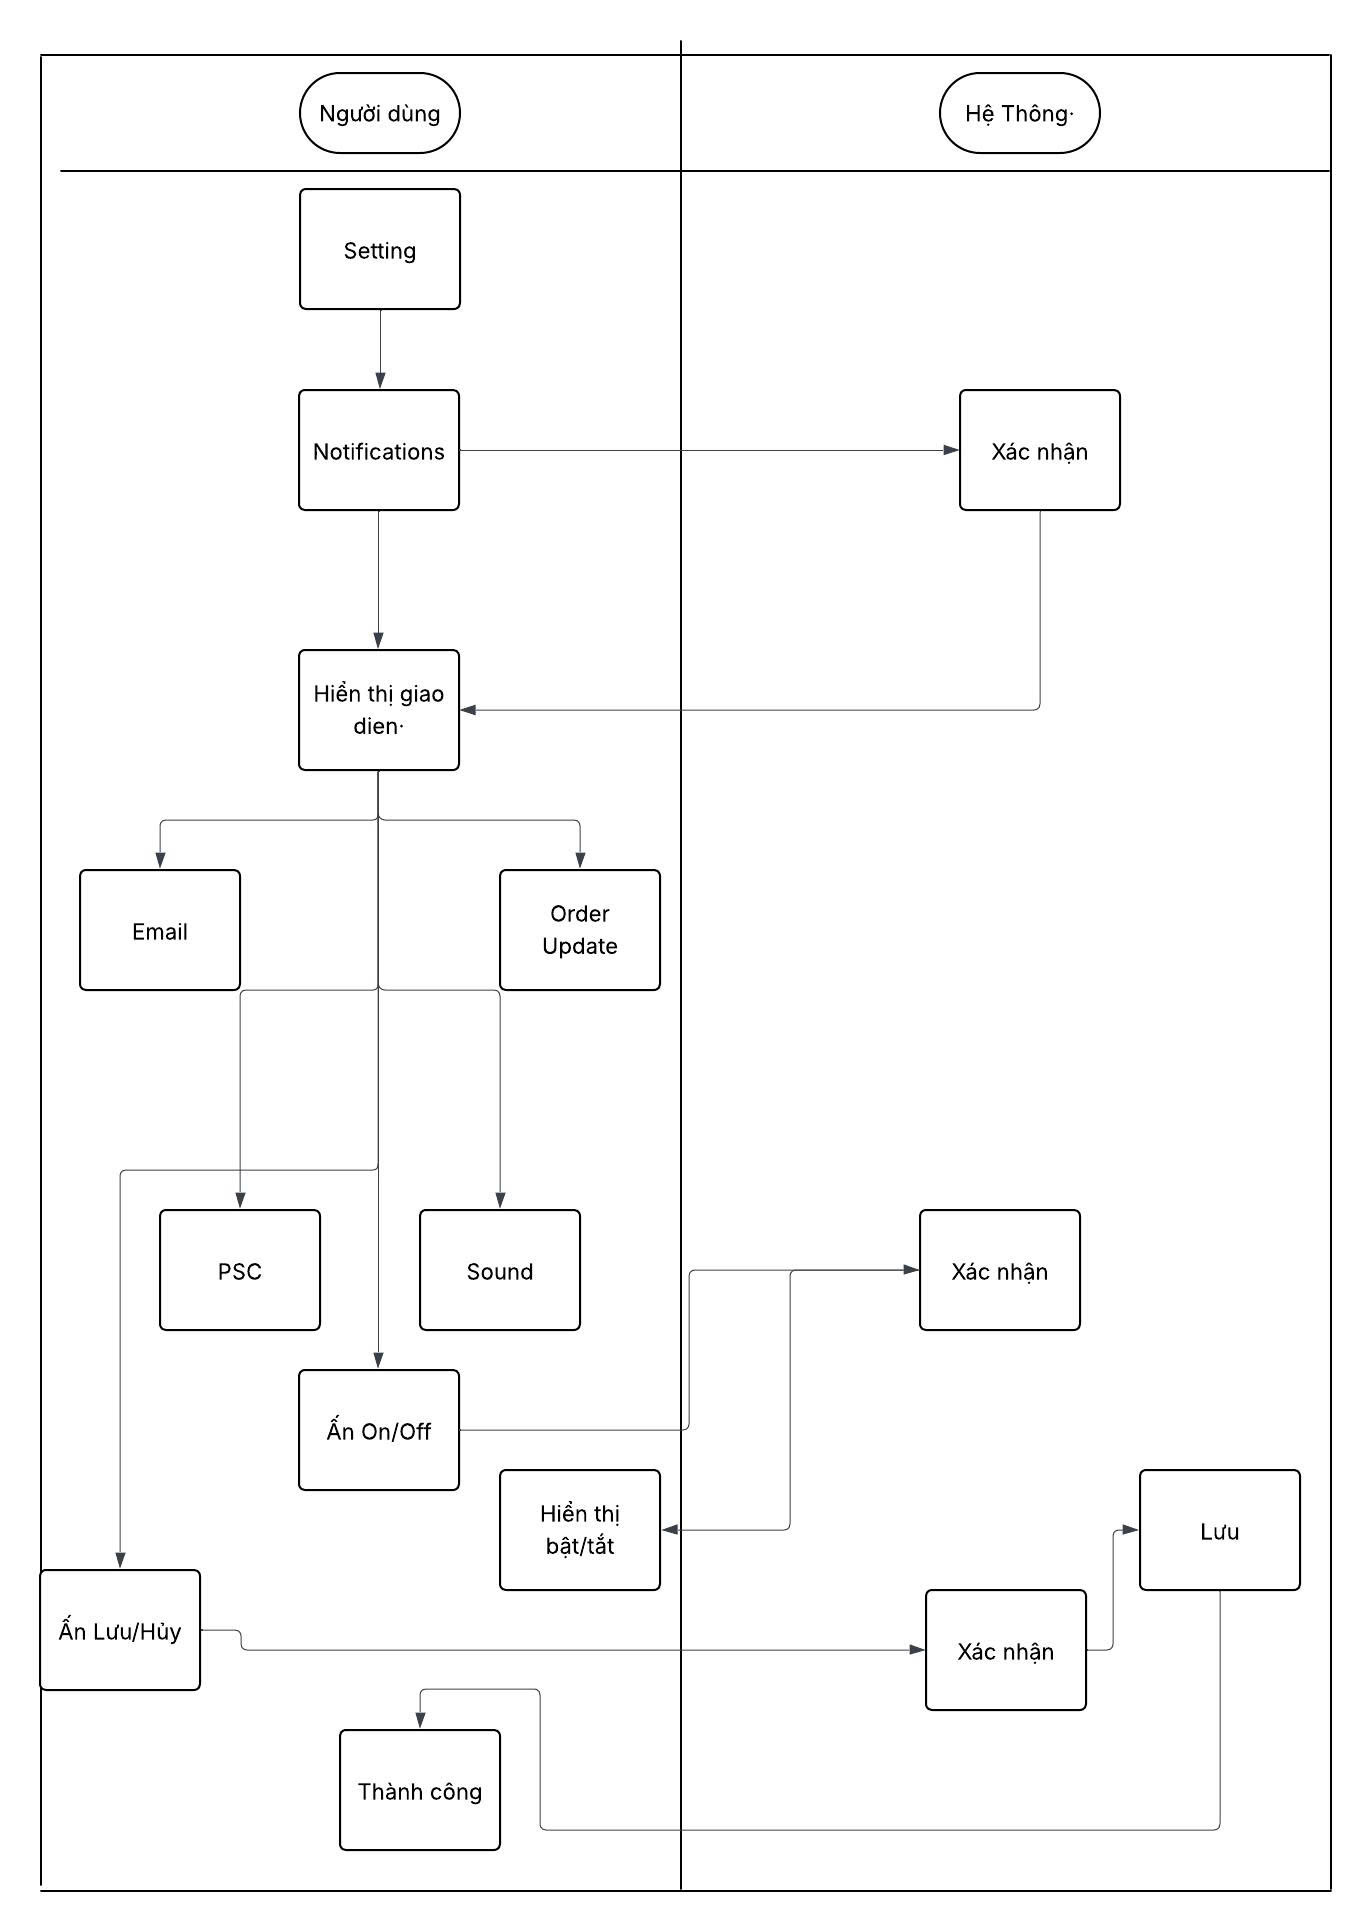 Người dùng
Hệ Thông·
Setting
Notifications
Xác nhận
Hiển thị giao
dien·
Email
Order
Update
PSC
Sound
Xác nhận
Ấn On/Off
Hiển thị
bật/tắt
Lưu
Ấn Lưu/Hủy
Xác nhận
Thành công